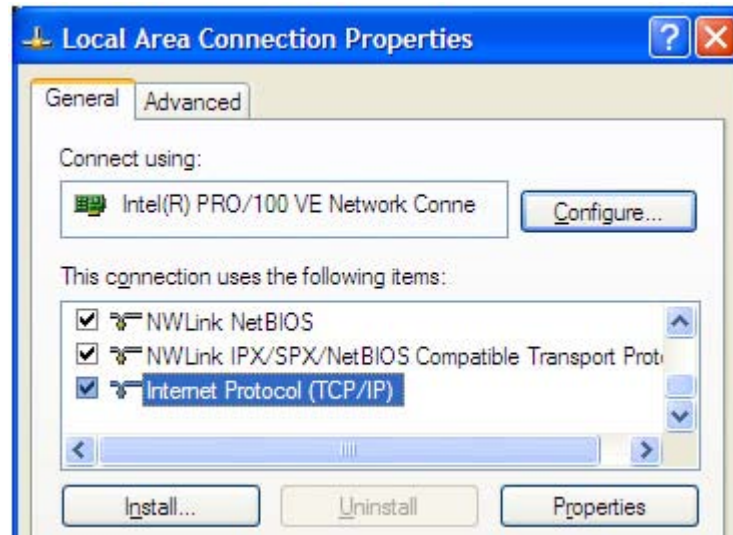 Local Area Connection Properties
General Advanced
Connect using:
Intel(R) PRO/100 VE Network Conne
Configure...
This connection uses the following items:
NWLink NetBIOS
NWLink IPX/SPX/NetBIOS Compatible Transport Prot
Internet Protocol (TCP/IP)
Install... Uninstall Properties